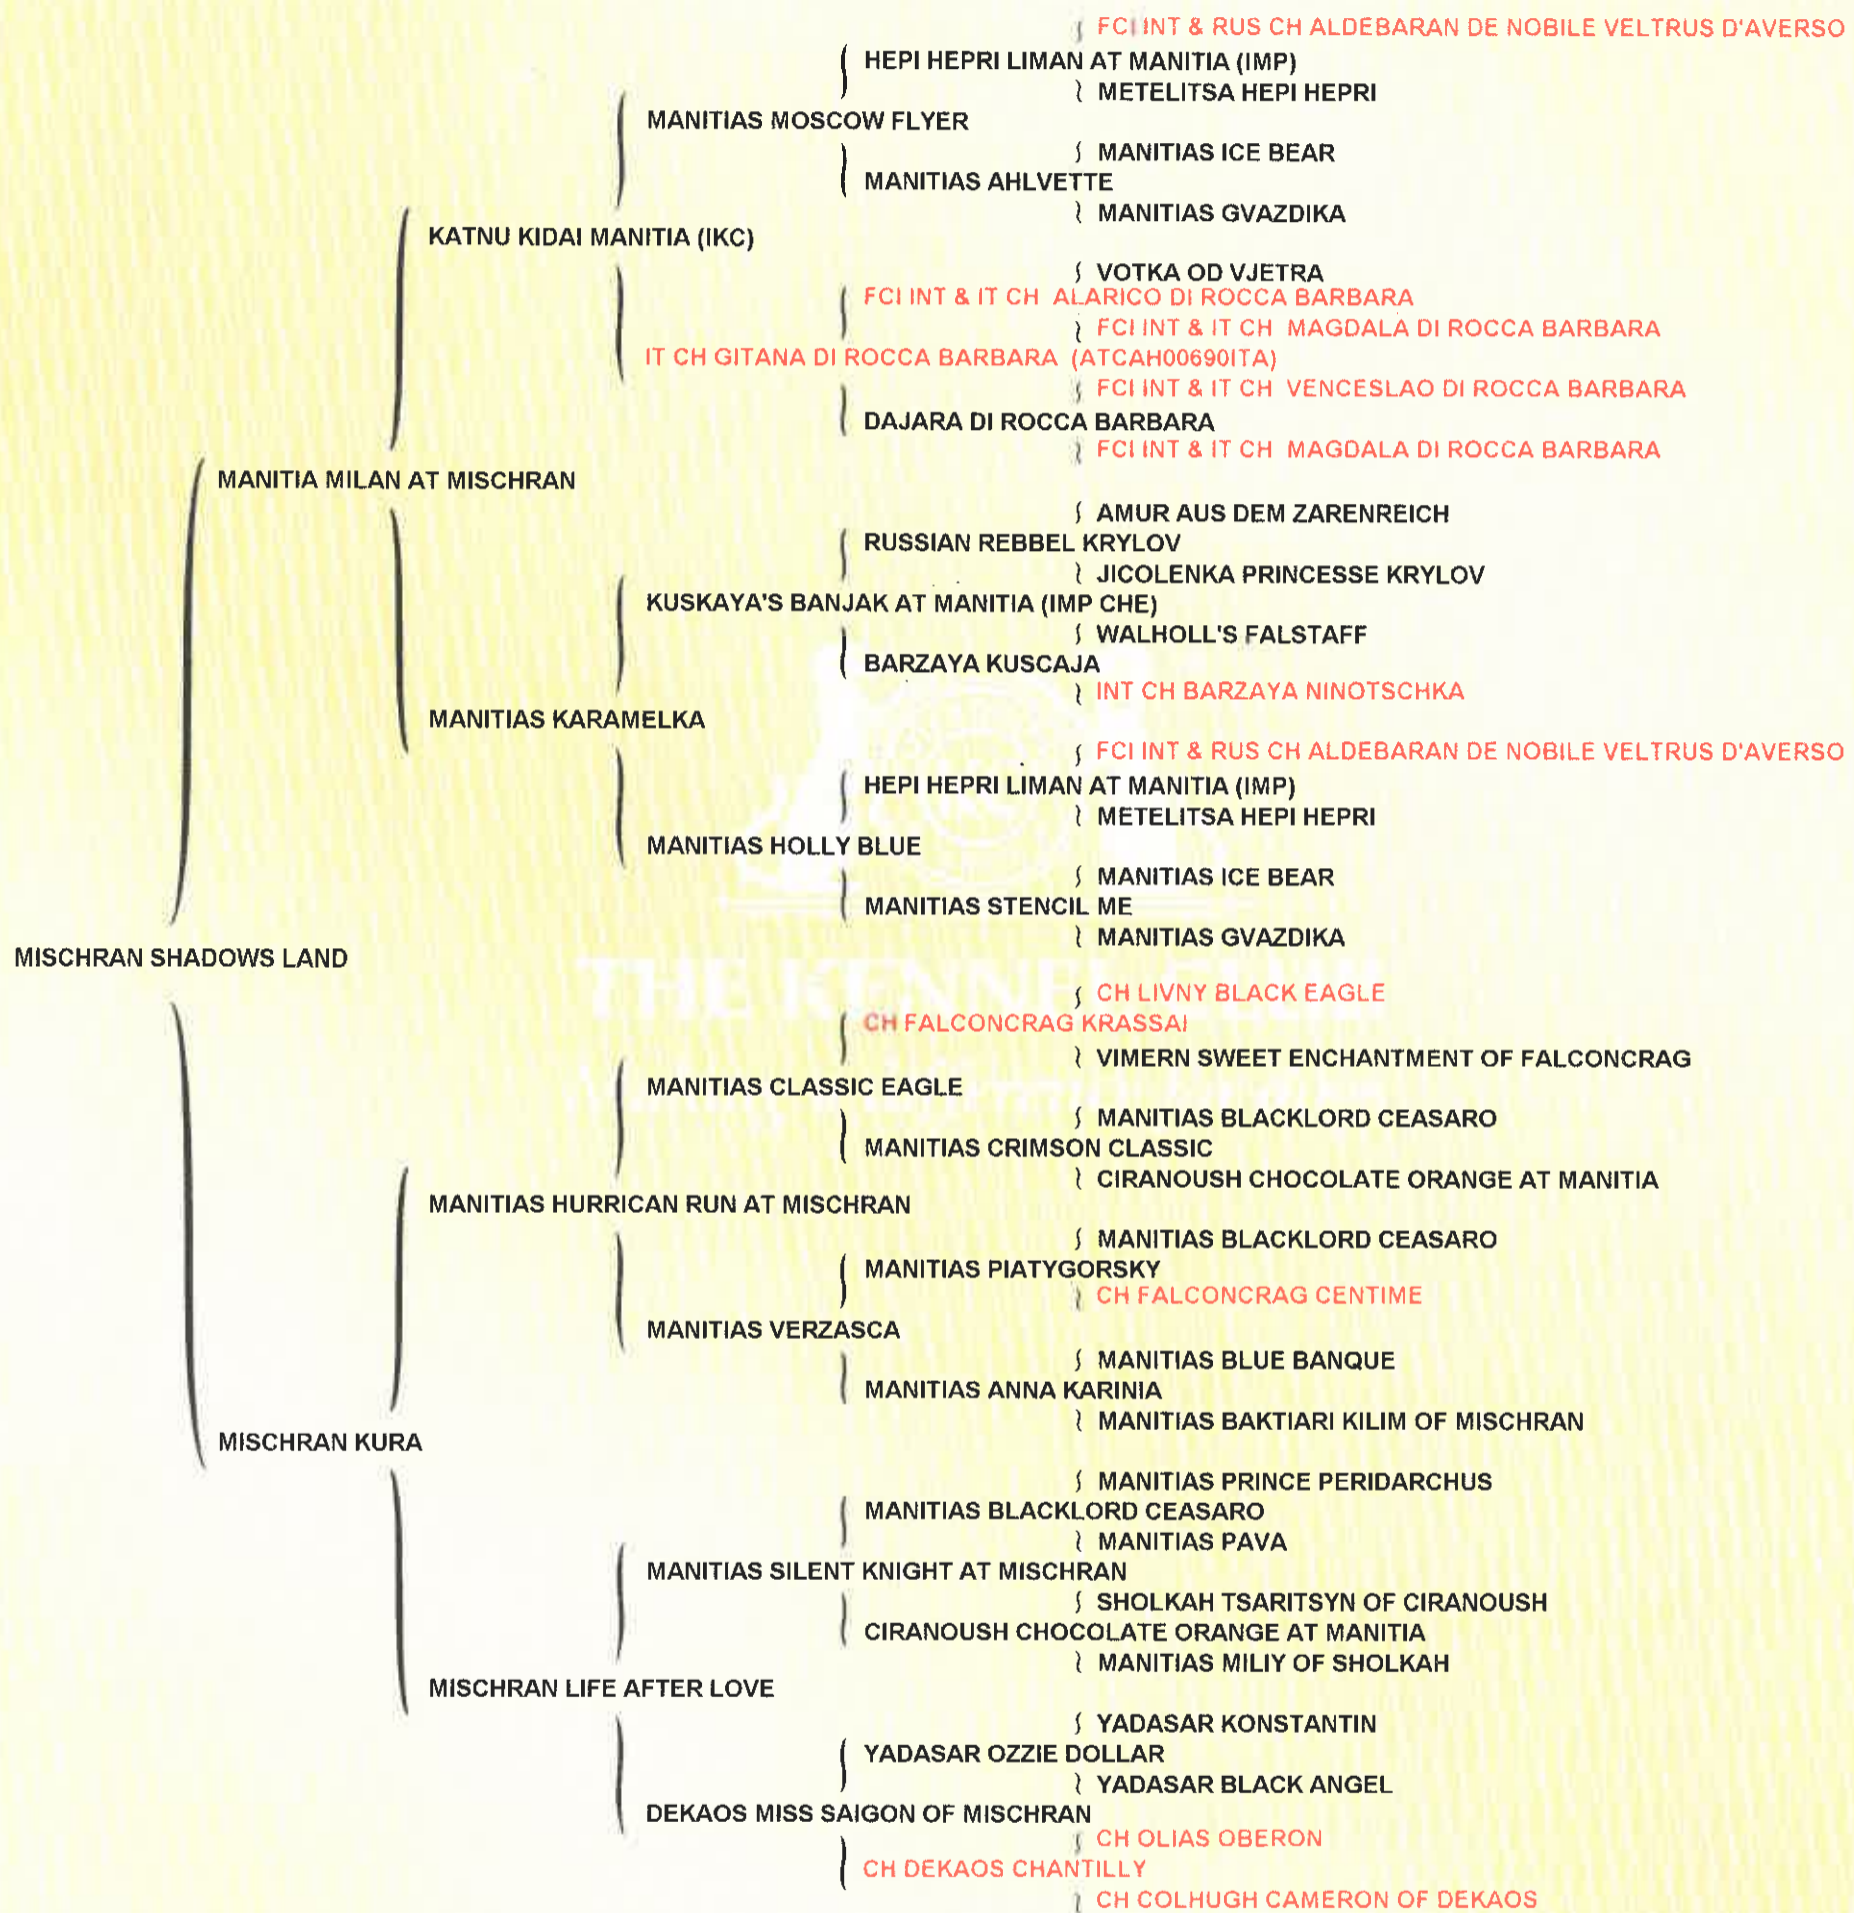 FCI INT & RUS CH ALDEBARAN DE NOBILE VELTRUS D'AVERSO
HEPI HEPRI LIMAN AT MANITIA (IMP)
METELITSA HEPI HEPRI
MANITIAS MOSCOW FLYER
MANITIAS ICE BEAR
MANITIAS AHLVETTE
MANITIAS GVAZDIKA
KATNU KIDAI MANITIA (IKC)
VOTKA OD VJETRA
FCI INT & IT CH ALARICO DI ROCCA BARBARA
FCI INT & IT CH MAGDALA DI ROCCA BARBARA
IT CH GITANA DI ROCCA BARBARA (ATCAH00690ITA)
FCI INT & IT CH VENCESLAO DI ROCCA BARBARA
DAJARA DI ROCCA BARBARA
FCI INT & IT CH MAGDALA DI ROCCA BARBARA
MANITIA MILAN AT MISCHRAN
AMUR AUS DEM ZARENREICH
RUSSIAN REBBEL KRYLOV
JICOLENKA PRINCESSE KRYLOV
KUSKAYA'S BANJAK AT MANITIA (IMP CHE)
WALHOLL'S FALSTAFF
BARZAYA KUSCAJA
INT CH BARZAYA NINOTSCHKA
MANITIAS KARAMELKA
FCI INT & RUS CH ALDEBARAN DE NOBILE VELTRUS D'AVERSO
HEPI HEPRI LIMAN AT MANITIA (IMP)
METELITSA HEPI HEPRI
MANITIAS HOLLY BLUE
MANITIAS ICE BEAR
MANITIAS STENCIL ME
MANITIAS GVAZDIKA
MISCHRAN SHADOWS LAND
THE KENNEL CLUB
CH LIVNY BLACK EAGLE
CH FALCONCRAG KRASSAI
VIMERN SWEET ENCHANTMENT OF FALCONCRAG
MANITIAS CLASSIC EAGLE
MANITIAS BLACKLORD CEASARO
MANITIAS CRIMSON CLASSIC
CIRANOUSH CHOCOLATE ORANGE AT MANITIA
MANITIAS HURRICAN RUN AT MISCHRAN
MANITIAS BLACKLORD CEASARO
MANITIAS PIATYGORSKY
CH FALCONCRAG CENTIME
MANITIAS VERZASCA
MANITIAS BLUE BANQUE
MANITIAS ANNA KARINIA
MANITIAS BAKTIARI KILIM OF MISCHRAN
MISCHRAN KURA
MANITIAS PRINCE PERIDARCHUS
MANITIAS BLACKLORD CEASARO
MANITIAS PAVA
MANITIAS SILENT KNIGHT AT MISCHRAN
SHOLKAH TSARITSYN OF CIRANOUSH
CIRANOUSH CHOCOLATE ORANGE AT MANITIA
MANITIAS MILIY OF SHOLKAH
MISCHRAN LIFE AFTER LOVE
YADASAR KONSTANTIN
YADASAR OZZIE DOLLAR
YADASAR BLACK ANGEL
DEKAOS MISS SAIGON OF MISCHRAN
CH OLIAS OBERON
CH DEKAOS CHANTILLY
CH COLHUGH CAMERON OF DEKAOS